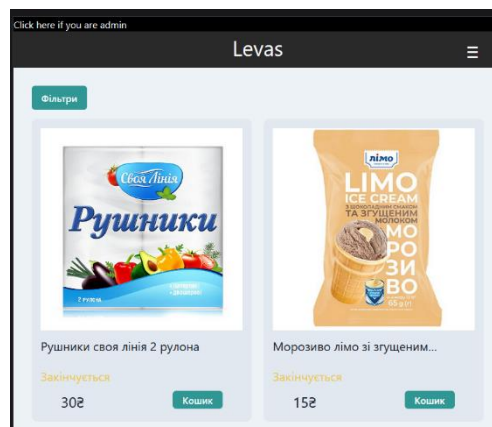 Click here if you are admin
Levas
Фільтри
Своя Лінія
Рушники
2 РУЛОНИ
лімо
LIMO
ICE CREAM
З ШОКОЛАДНИМ СМАКОМ
ТА ЗГУЩЕНИМ
МОЛОКОМ
МО
РО
ЗИ
ВО
Рушники своя лінія 2 рулона
Морозиво лімо зі згущеним...
Закінчується
Закінчується
30₴
Кошик
15₴
Кошик